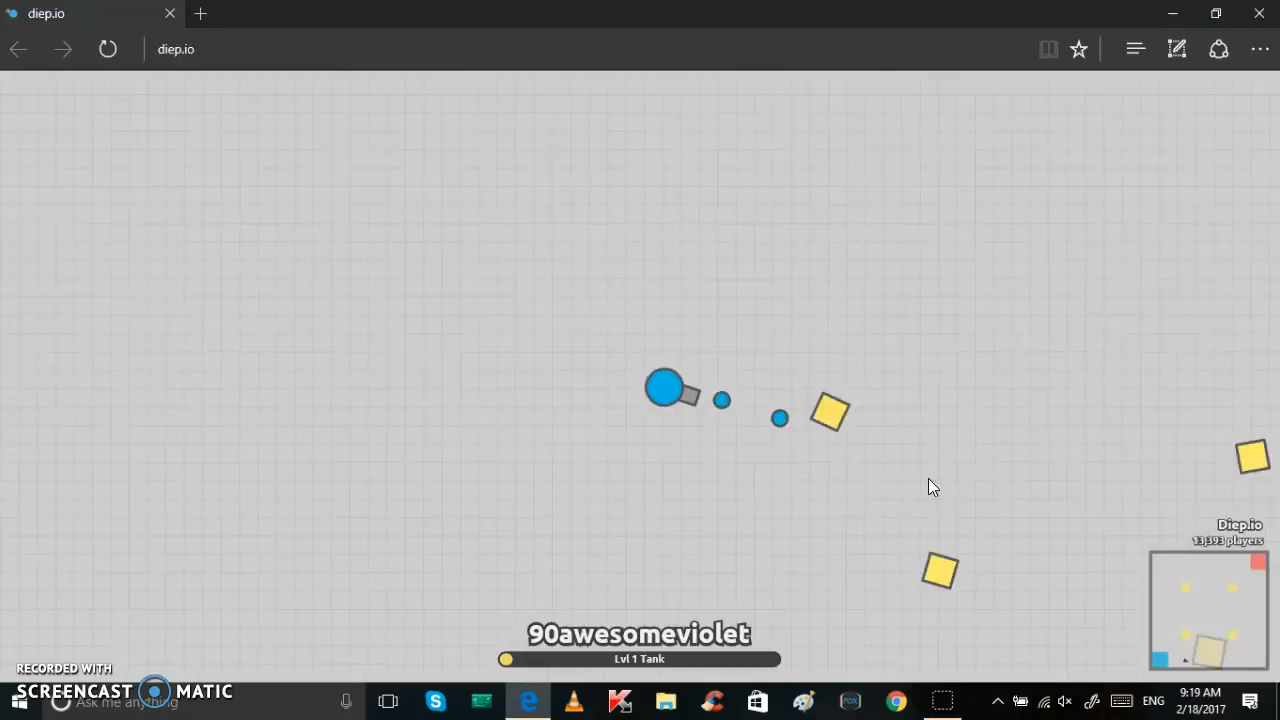 diep.io
diep.io
Diep.io
13,393 players
90awesomeviolet
Lvl 1 Tank
RECORDED WITH
SCREENCAST MATIC
Ask me anything
ENG
9:19 AM
2/18/2017